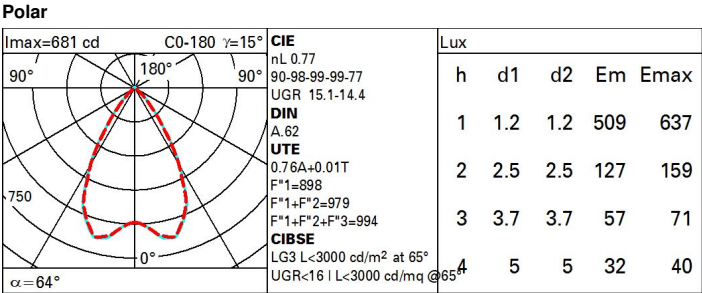 Polar
Imax=681 cd
C0-180 γ=15°
90°
180°
90°
750
0°
α=64°
CIE
nL 0.77
90-98-99-99-77
UGR 15.1-14.4
DIN
A.62
UTE
0.76A+0.01T
F"1=898
F"1+F"2=979
F"1+F"2+F"3=994
CIBSE
LG3 L<3000 cd/m² at 65°
UGR<16 | L<3000 cd/mq @65°
Lux
h d1 d2 Em Emax
1 1.2 1.2 509 637
2 2.5 2.5 127 159
3 3.7 3.7 57 71
4 5 5 32 40